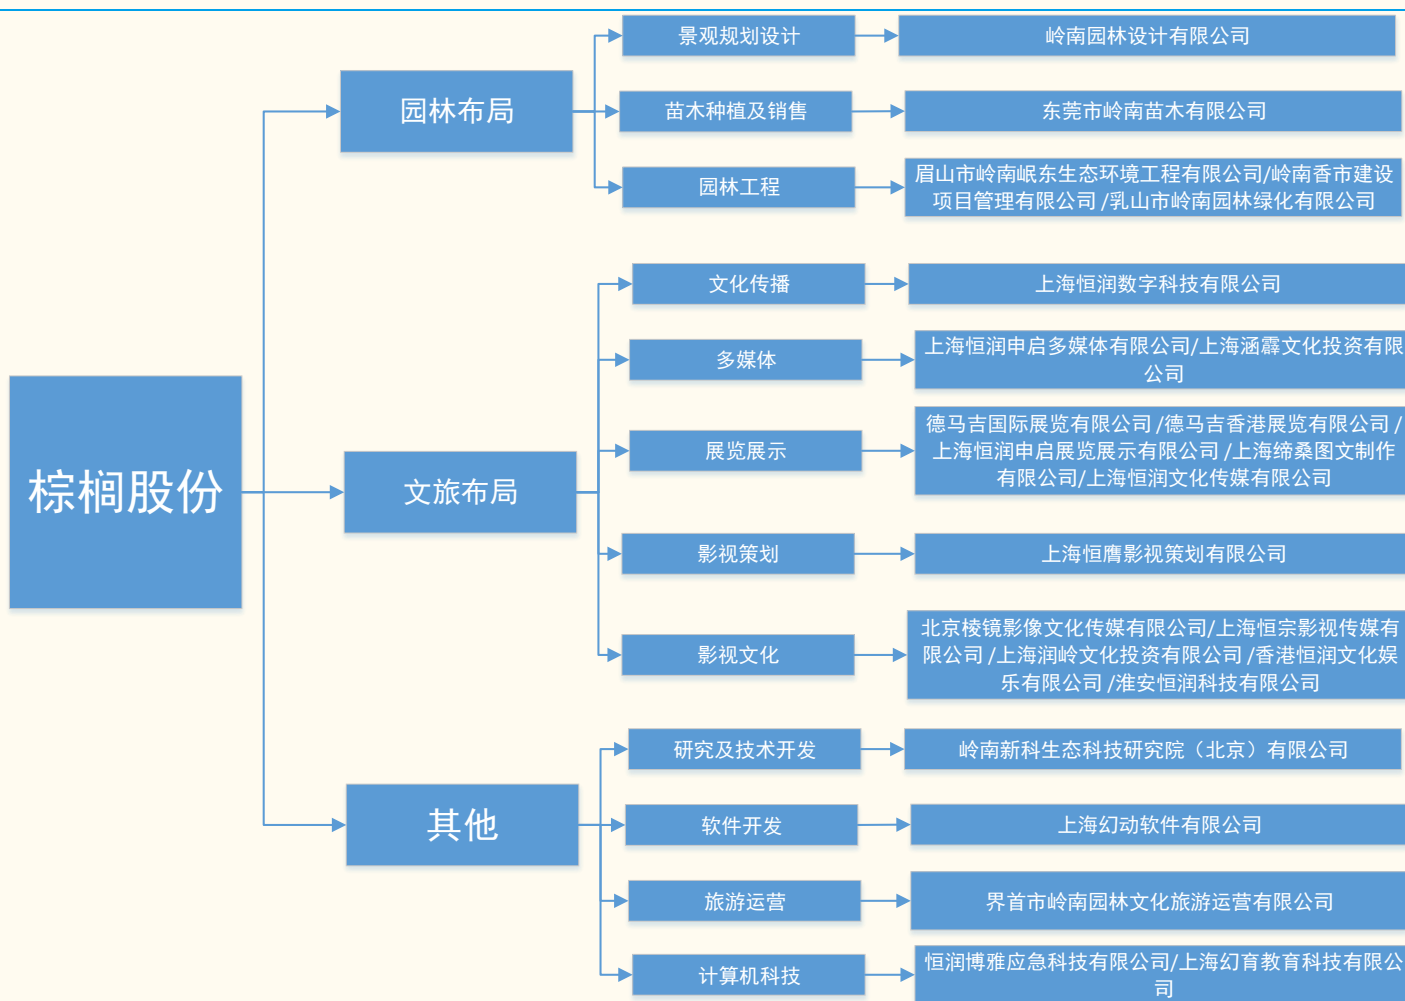 景观规划设计
岭南园林设计有限公司
园林布局
苗木种植及销售
东莞市岭南苗木有限公司
园林工程
眉山市岭南岷东生态环境工程有限公司/岭南香市建设
项目管理有限公司/乳山市岭南园林绿化有限公司
文化传播
上海恒润数字科技有限公司
多媒体
上海恒润申启多媒体有限公司/上海涵霏文化投资有限
公司
棕榈股份
文旅布局
展览展示
德马吉国际展览有限公司/德马吉香港展览有限公司/
上海恒润申启展览展示有限公司/上海缔桑图文制作
有限公司/上海恒润文化传媒有限公司
影视策划
上海恒膺影视策划有限公司
影视文化
北京棱镜影像文化传媒有限公司/上海恒宗影视传媒有
限公司/上海润岭文化投资有限公司/香港恒润文化娱
乐有限公司/淮安恒润科技有限公司
研究及技术开发
岭南新科生态科技研究院（北京）有限公司
其他
软件开发
上海幻动软件有限公司
旅游运营
界首市岭南园林文化旅游运营有限公司
计算机科技
恒润博雅应急科技有限公司/上海幻育教育科技有限公
司